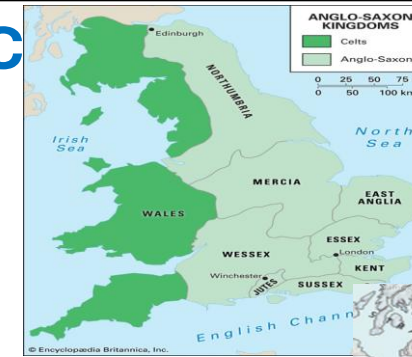 C
ANGLO-SAXON
KINGDOMS
Celts
Anglo-Saxon
0 25 50 75
0 50 100 km
Edinburgh
NORTHUMBRIA
Irish
Sea
North
Sea
MERCIA
EAST
ANGLIA
WALES
ESSEX
WESSEX
London
Winchester
KENT
JUTES
SUSSEX
English Chann
© Encyclopædia Britannica, Inc.